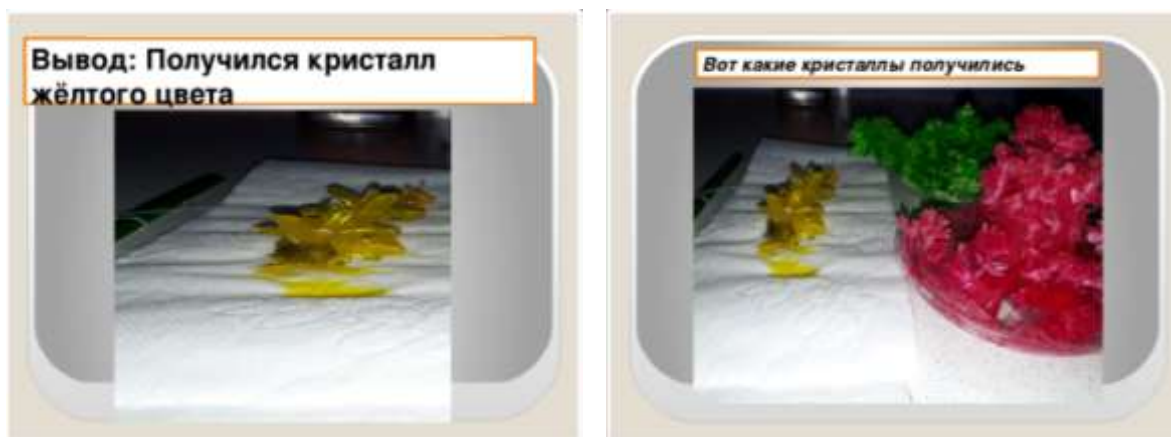 Вывод: Получился кристалл
жёлтого цвета
Вот какие кристаллы получились